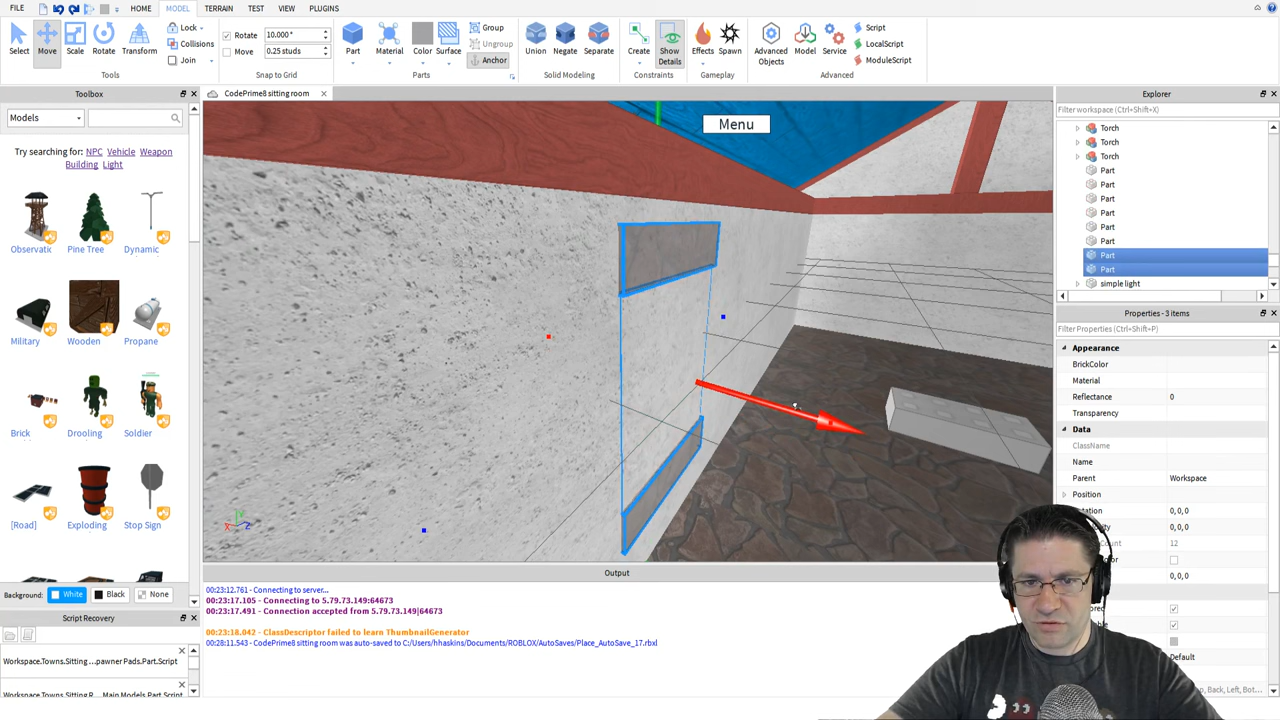 FILE HOME MODEL TERRAIN TEST VIEW PLUGINS
Select Move Scale Rotate Transform
Lock
Collisions
Join
Tools
Rotate 10.000°
Move 0.25 studs
Snap to Grid
Part Material Color Surface
Group
Ungroup
Anchor
Parts
Union Negate Separate
Solid Modeling
Create Show Details
Constraints
Effects Spawn
Gameplay
Advanced Objects Model Service
Script
LocalScript
ModuleScript
Advanced
Toolbox
Models
Try searching for: NPC Vehicle Weapon
Building Light
Observati
Pine Tree
Dynamic
Military
Wooden
Propane
Brick
Drooling
Soldier
[Road]
Exploding
Stop Sign
Background: White Black None
Script Recovery
Workspace.Towns.Sitting ...pawner Pads.Part.Script
Workspace.Towns.Sitting R... Main Models.Part.Script
CodePrime8 sitting room
Menu
Output
00:23:12.761 - Connecting to server...
00:23:17.105 - Connecting to 5.79.73.149:64673
00:23:17.491 - Connection accepted from 5.79.73.149|64673
00:23:18.042 - ClassDescriptor failed to learn ThumbnailGenerator
00:28:11.543 - CodePrime8 sitting room was auto-saved to C:/Users/hhaskins/Documents/ROBLOX/AutoSaves/Place_AutoSave_17.rbxl
Explorer
Filter workspace (Ctrl+Shift+X)
Torch
Torch
Torch
Part
Part
Part
Part
Part
Part
Part
Part
simple light
Properties - 3 items
Filter Properties (Ctrl+Shift+P)
Appearance
BrickColor
Material
Reflectance 0
Transparency
Data
ClassName
Name
Parent Workspace
Position
0,0,0
0,0,0
12
0,0,0
Default